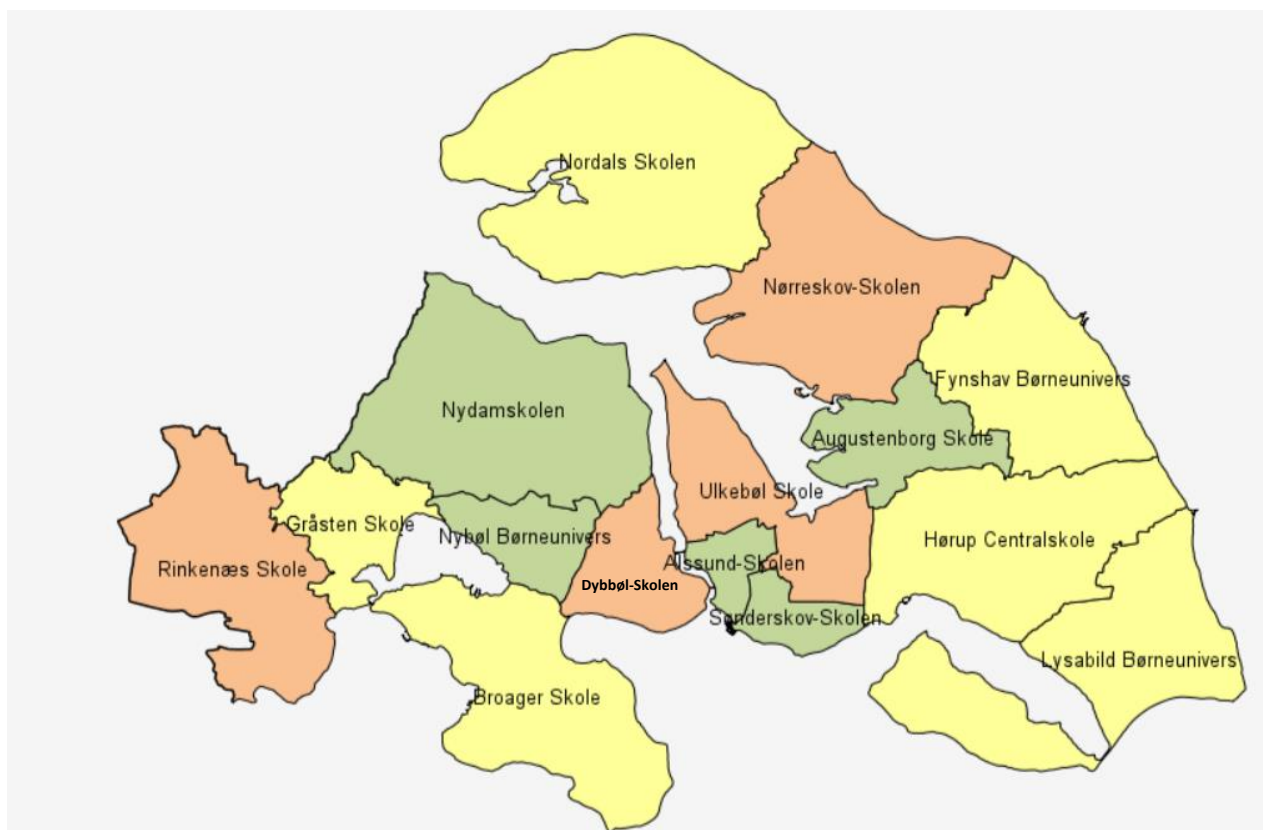 Nordals Skolen
Nørreskov-Skolen
Fynshav Børneunivers
Nydamskolen
Augustenborg Skole
Ulkebøl Skole
Gråsten Skole
Nybøl Børneunivers
Hørup Centralskole
Rinkenæs Skole
Alssund-Skolen
Dybbøl-Skolen
Sønderskov-Skolen
Lysabild Børneunivers
Broager Skole